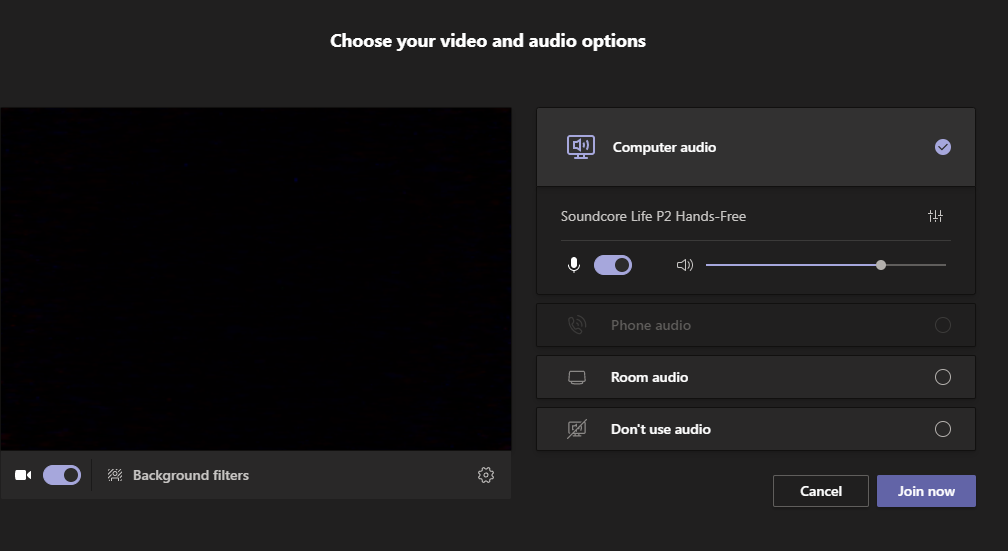 Choose your video and audio options
Computer audio
Soundcore Life P2 Hands-Free
Phone audio
Room audio
Don't use audio
Background filters
Cancel
Join now